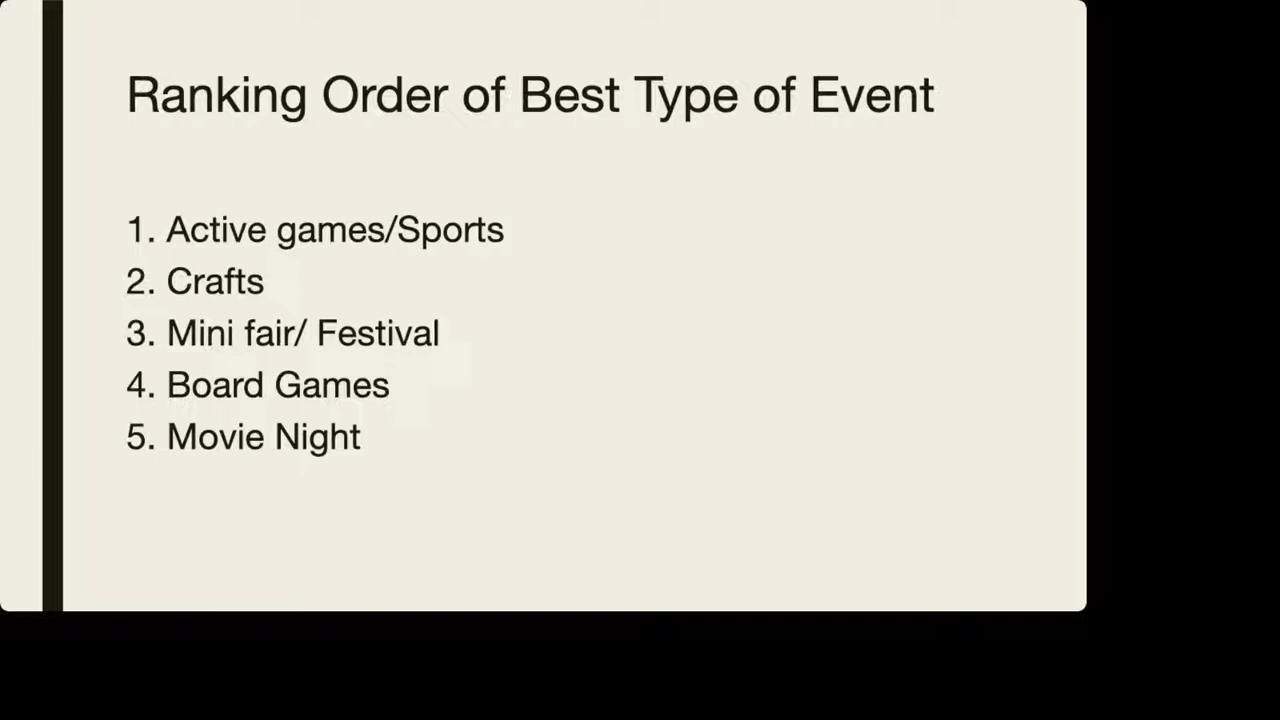 Ranking Order of Best Type of Event
1. Active games/Sports
2. Crafts
3. Mini fair/ Festival
4. Board Games
5. Movie Night